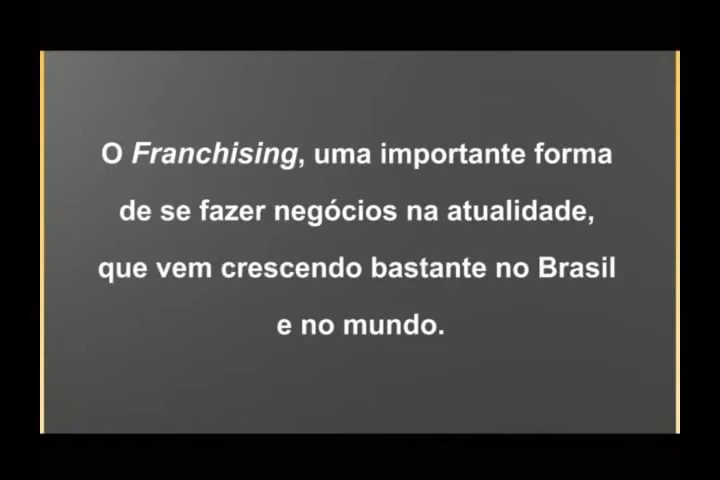 O Franchising, uma importante forma
de se fazer negócios na atualidade,
que vem crescendo bastante no Brasil
e no mundo.